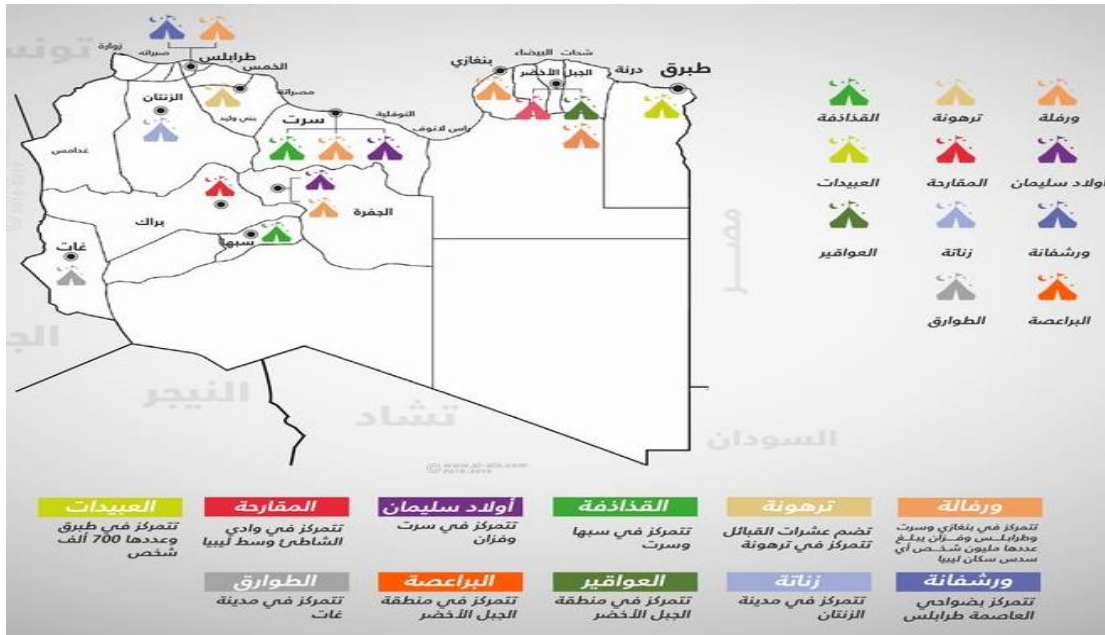 تونس
زوارة
صبراتة
طرابلس
الخمس
مصراتة
الزنتان
بني وليد
غدامس
سرت
النوفلية
راس لانوف
بنغازي
البيضاء
شحات
الجبل الأخضر
درنة
طبرق
براك
الجفرة
سبها
غات
مصر
الجـ
النيجر
تشاد
السودان
www.al-ain.com
ورفلة
ترهونة
القذاذفة
أولاد سليمان
المقارحة
العبيدات
ورشفانة
زناتة
العواقير
البراعصة
الطوارق
ورفالة
تتمركز في بنغازي وسرت
وطرابلس وفزان يبلغ
عددها مليون شخص أي
سدس سكان ليبيا
ترهونة
تضم عشرات القبائل
تتمركز في ترهونة
القذاذفة
تتمركز في سبها
وسرت
أولاد سليمان
تتمركز في سرت
وفزان
المقارحة
تتمركز في وادي
الشاطئ وسط ليبيا
العبيدات
تتمركز في طبرق
وعددها 700 ألف
شخص
ورشفانة
تتمركز بضواحي
العاصمة طرابلس
زناتة
تتمركز في مدينة
الزنتان
العواقير
تتمركز في منطقة
الجبل الأخضر
البراعصة
تتمركز في منطقة
الجبل الأخضر
الطوارق
تتمركز في مدينة
غات